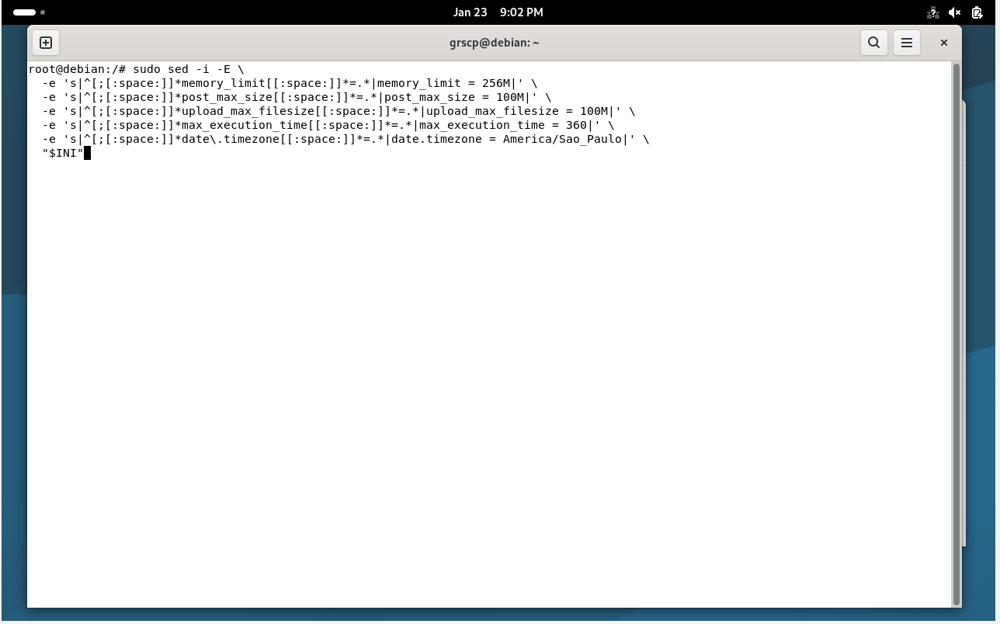 Jan 23 9:02 PM
grscp@debian: ~
root@debian:/# sudo sed -i -E \
  -e 's|^[;[:space:]]*memory_limit[[:space:]]*=.*|memory_limit = 256M|' \
  -e 's|^[;[:space:]]*post_max_size[[:space:]]*=.*|post_max_size = 100M|' \
  -e 's|^[;[:space:]]*upload_max_filesize[[:space:]]*=.*|upload_max_filesize = 100M|' \
  -e 's|^[;[:space:]]*max_execution_time[[:space:]]*=.*|max_execution_time = 360|' \
  -e 's|^[;[:space:]]*date\.timezone[[:space:]]*=.*|date.timezone = America/Sao_Paulo|' \
  "$INI"